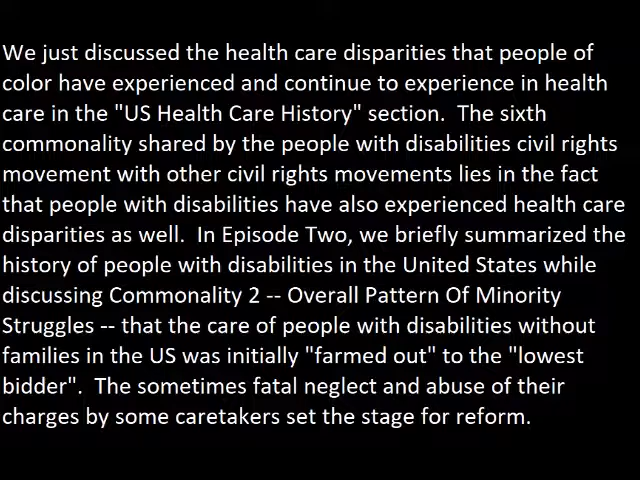 We just discussed the health care disparities that people of
color have experienced and continue to experience in health
care in the "US Health Care History" section.  The sixth
commonality shared by the people with disabilities civil rights
movement with other civil rights movements lies in the fact
that people with disabilities have also experienced health care
disparities as well.  In Episode Two, we briefly summarized the
history of people with disabilities in the United States while
discussing Commonality 2 -- Overall Pattern Of Minority
Struggles -- that the care of people with disabilities without
families in the US was initially "farmed out" to the "lowest
bidder".  The sometimes fatal neglect and abuse of their
charges by some caretakers set the stage for reform.